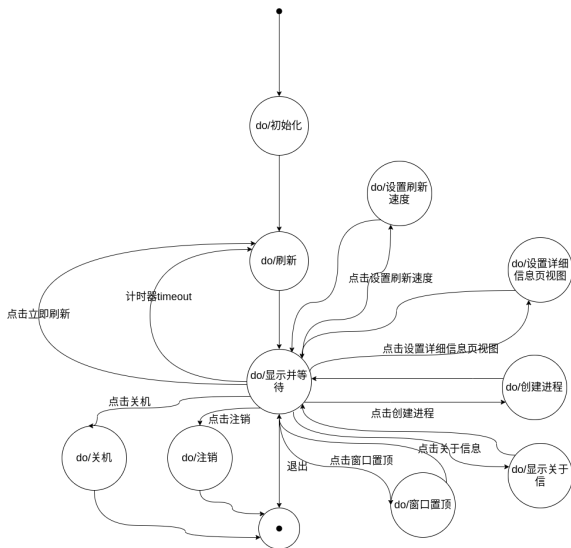 do/初始化
do/设置刷新
速度
do/刷新
do/设置详细
信息页视图
点击设置刷新速度
计时器timeout
点击立即刷新
点击设置详细信息页视图
do/显示并等
待
do/创建进程
点击关机
点击创建进程
点击注销
点击关于信息
do/关机
do/注销
退出
点击窗口置顶
do/显示关于
信
do/窗口置顶